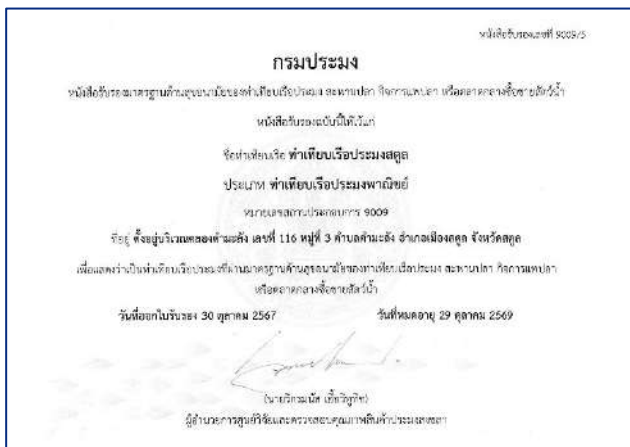 หนังสือรับรองเลขที่ 9009/5
กรมประมง
หนังสือรับรองมาตรฐานด้านสุขอนามัยของท่าเทียบเรือประมง สะพานปลา กิจการแพปลา หรือตลาดกลางซื้อขายสัตว์น้ำ
หนังสือรับรองฉบับนี้ให้ไว้แก่
ชื่อท่าเทียบเรือ ท่าเทียบเรือประมงสตูล
ประเภท ท่าเทียบเรือประมงพาณิชย์
หมายเลขสถานประกอบการ 9009
ที่อยู่ ตั้งอยู่บริเวณคลองตำมะลัง เลขที่ 116 หมู่ที่ 3 ตำบลตำมะลัง อำเภอเมืองสตูล จังหวัดสตูล
เพื่อแสดงว่าเป็นท่าเทียบเรือประมงที่ผ่านมาตรฐานด้านสุขอนามัยของท่าเทียบเรือประมง สะพานปลา กิจการแพปลา
หรือตลาดกลางซื้อขายสัตว์น้ำ
วันที่ออกใบรับรอง 30 ตุลาคม 2567 วันที่หมดอายุ 29 ตุลาคม 2569
ผู้อำนวยการศูนย์วิจัยและตรวจสอบคุณภาพสินค้าประมงสงขลา